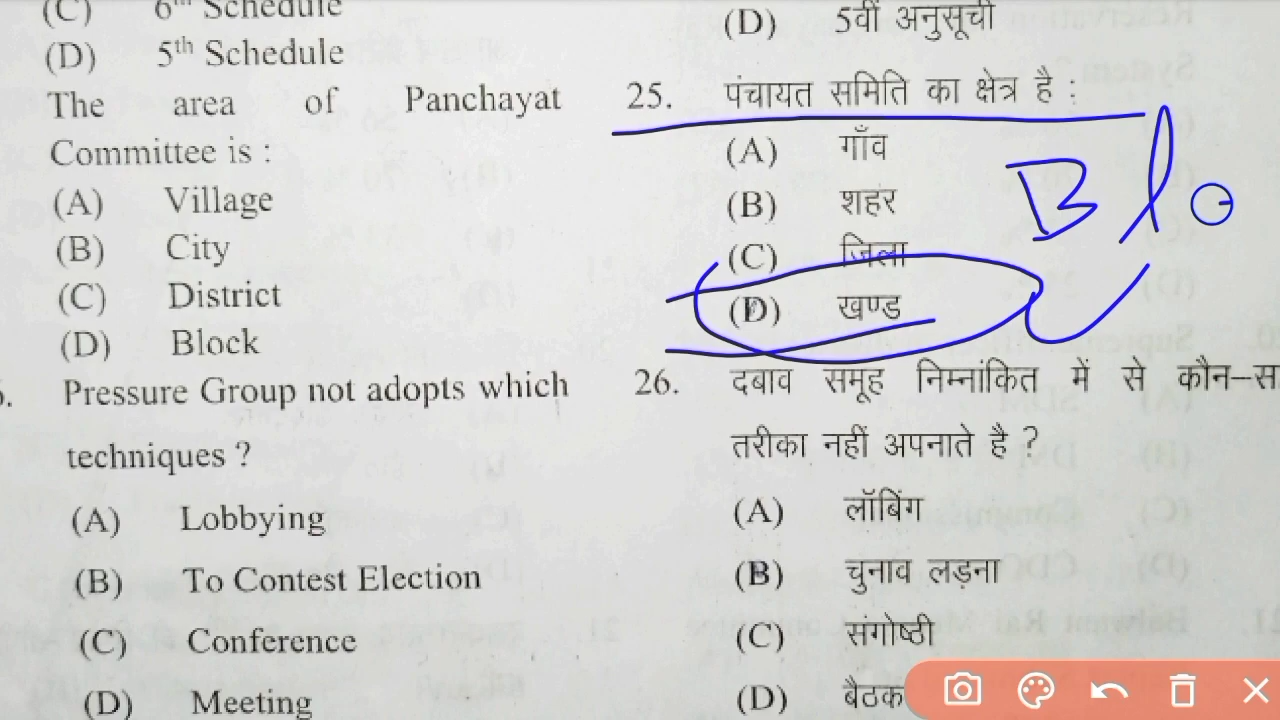 (C) 6th Schedule
(D) 5th Schedule
The area of Panchayat
Committee is :
(A) Village
(B) City
(C) District
(D) Block
Pressure Group not adopts which
techniques ?
(A) Lobbying
(B) To Contest Election
(C) Conference
(D) Meeting
(D) 5वीं अनुसूची
25. पंचायत समिति का क्षेत्र है :
(A) गाँव
(B) शहर
(C) जिला
(D) खण्ड
Blo
26. दबाव समूह निम्नांकित में से कौन–स
तरीका नहीं अपनाते है ?
(A) लॉबिंग
(B) चुनाव लड़ना
(C) संगोष्ठी
(D) बैठक